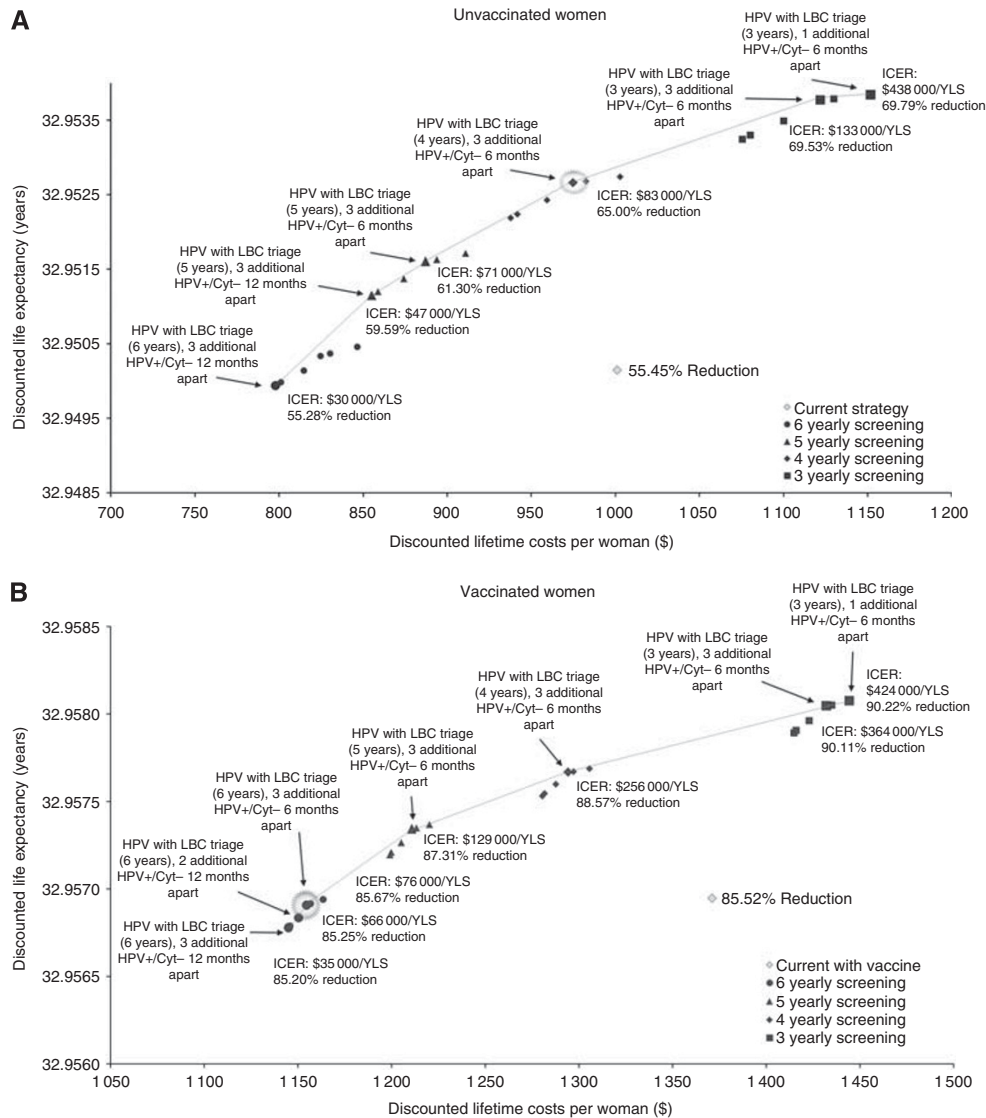 A
Unvaccinated women
HPV with LBC triage
(3 years), 1 additional
HPV+/Cyt– 6 months
apart
HPV with LBC triage
(3 years), 3 additional
HPV+/Cyt– 6 months
apart
ICER:
$438 000/YLS
69.79% reduction
ICER: $133 000/YLS
69.53% reduction
HPV with LBC triage
(4 years), 3 additional
HPV+/Cyt– 6 months
apart
ICER: $83 000/YLS
65.00% reduction
HPV with LBC triage
(5 years), 3 additional
HPV+/Cyt– 6 months
apart
ICER: $71 000/YLS
61.30% reduction
HPV with LBC triage
(5 years), 3 additional
HPV+/Cyt– 12 months
apart
ICER: $47 000/YLS
59.59% reduction
HPV with LBC triage
(6 years), 3 additional
HPV+/Cyt– 12 months
apart
ICER: $30 000/YLS
55.28% reduction
55.45% Reduction
Current strategy
6 yearly screening
5 yearly screening
4 yearly screening
3 yearly screening
Discounted life expectancy (years)
32.9535
32.9525
32.9515
32.9505
32.9495
32.9485
700 750 800 850 900 950 1 000 1 050 1 100 1 150 1 200
Discounted lifetime costs per woman ($)
B
Vaccinated women
HPV with LBC triage
(3 years), 1 additional
HPV+/Cyt– 6 months
apart
HPV with LBC triage
(3 years), 3 additional
HPV+/Cyt– 6 months
apart
ICER:
$424 000/YLS
90.22% reduction
ICER: $364 000/YLS
90.11% reduction
HPV with LBC triage
(4 years), 3 additional
HPV+/Cyt– 6 months
apart
ICER: $256 000/YLS
88.57% reduction
HPV with LBC triage
(5 years), 3 additional
HPV+/Cyt– 6 months
apart
ICER: $129 000/YLS
87.31% reduction
HPV with LBC triage
(6 years), 3 additional
HPV+/Cyt– 6 months
apart
ICER: $76 000/YLS
85.67% reduction
HPV with LBC triage
(6 years), 2 additional
HPV+/Cyt– 12 months
apart
ICER: $66 000/YLS
85.25% reduction
HPV with LBC triage
(6 years), 3 additional
HPV+/Cyt– 12 months
apart
ICER: $35 000/YLS
85.20% reduction
85.52% Reduction
Current with vaccine
6 yearly screening
5 yearly screening
4 yearly screening
3 yearly screening
Discounted life expectancy (years)
32.9585
32.9580
32.9575
32.9570
32.9565
32.9560
1 050 1 100 1 150 1 200 1 250 1 300 1 350 1 400 1 450 1 500
Discounted lifetime costs per woman ($)